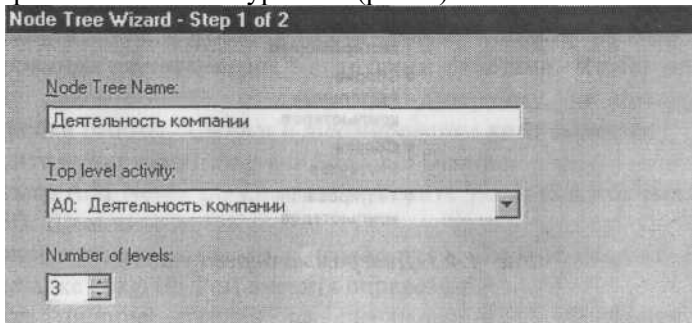 Node Tree Wizard - Step 1 of 2
Node Tree Name:
Деятельность компании
Top level activity:
A0: Деятельность компании
Number of levels:
3